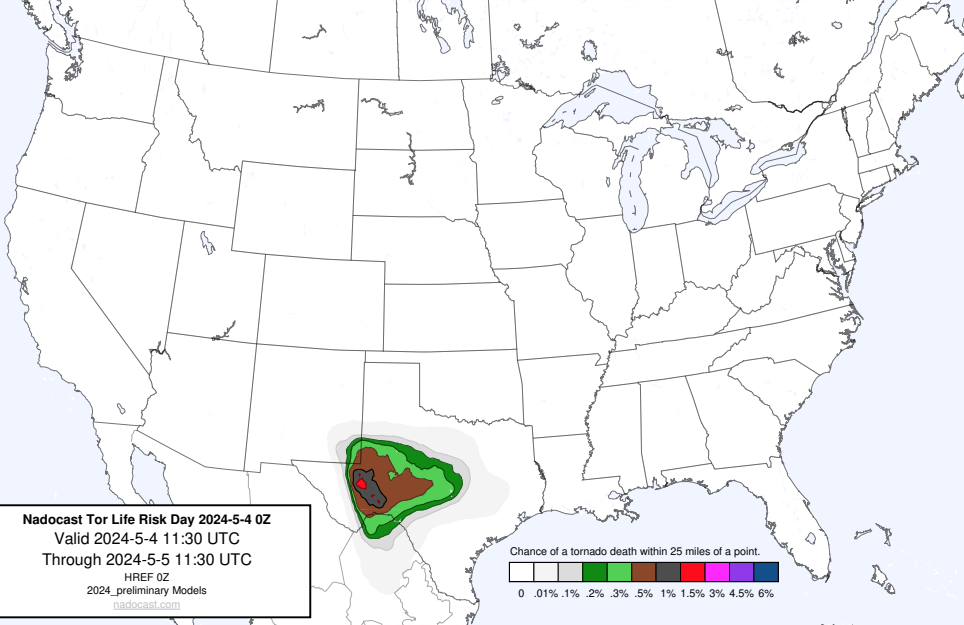 Nadocast Tor Life Risk Day 2024-5-4 0Z
Valid 2024-5-4 11:30 UTC
Through 2024-5-5 11:30 UTC
HREF 0Z
2024_preliminary Models
nadocast.com
Chance of a tornado death within 25 miles of a point.
0 .01% .1% .2% .3% .5% 1% 1.5% 3% 4.5% 6%